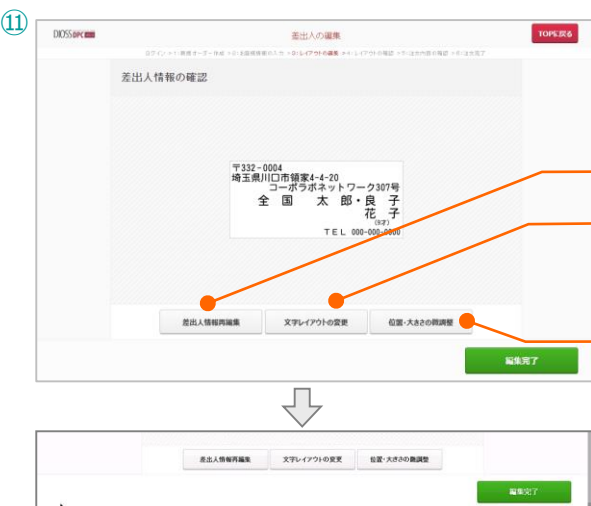 ⑪
DIOSS DPC
差出人の編集
TOPに戻る
差出人情報の確認
〒332-0004
埼玉県川口市領家4-4-20
コーポラボネットワーク307号
全国 太郎・良子
花子
(8才)
TEL 000-000-0000
差出人情報再編集
文字レイアウトの変更
位置・大きさの微調整
編集完了
差出人情報再編集
文字レイアウトの変更
位置・大きさの微調整
編集完了